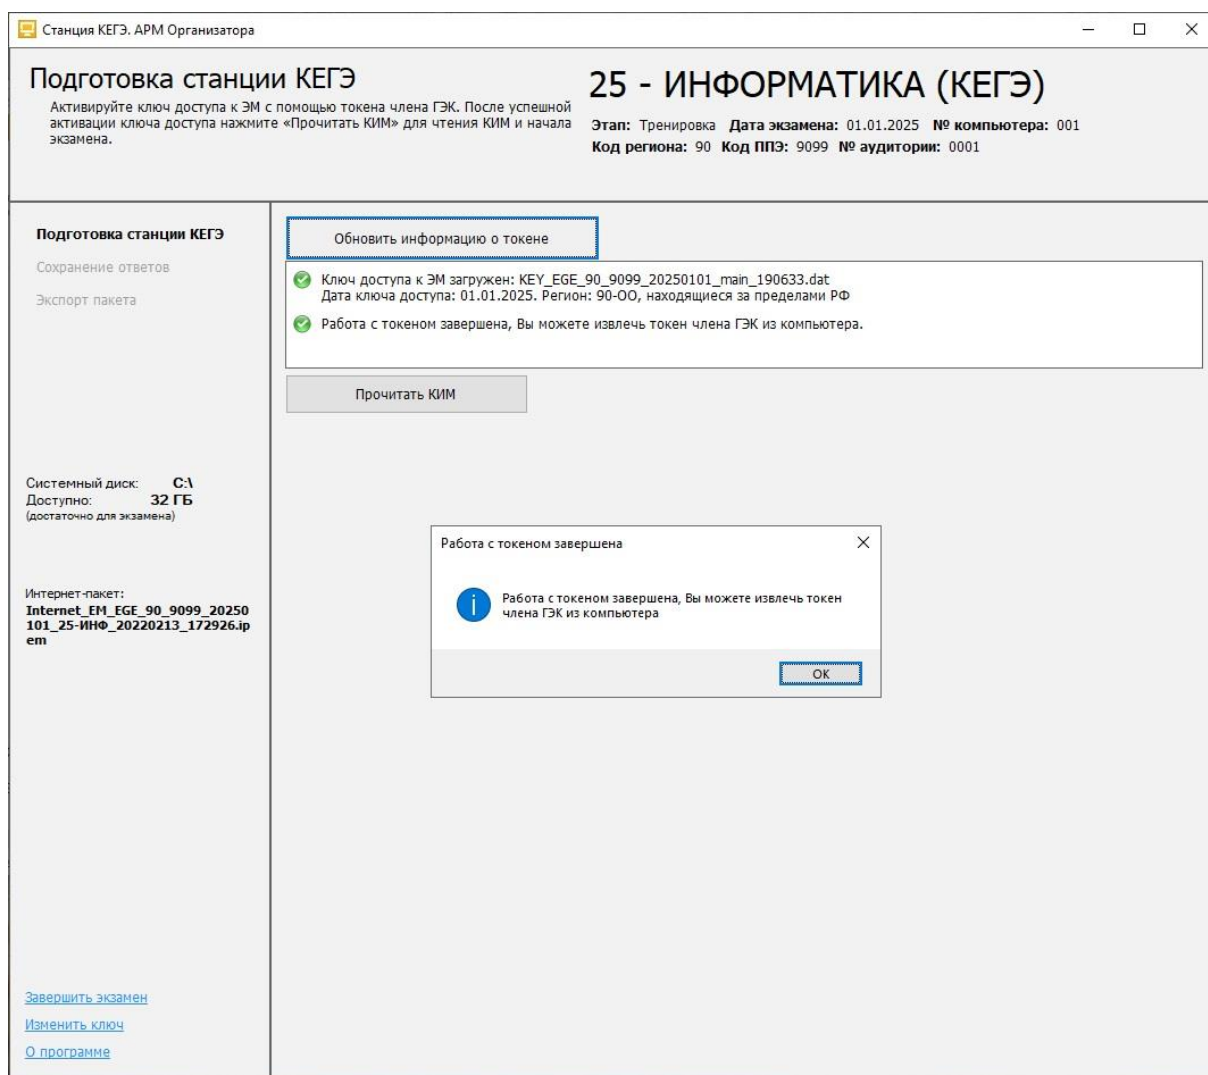 Станция КЕГЭ. АРМ Организатора
Подготовка станции КЕГЭ
Активируйте ключ доступа к ЭМ с помощью токена члена ГЭК. После успешной
активации ключа доступа нажмите «Прочитать КИМ» для чтения КИМ и начала
экзамена.
25 - ИНФОРМАТИКА (КЕГЭ)
Этап: Тренировка Дата экзамена: 01.01.2025 № компьютера: 001
Код региона: 90 Код ППЭ: 9099 № аудитории: 0001
Подготовка станции КЕГЭ
Сохранение ответов
Экспорт пакета
Обновить информацию о токене
Ключ доступа к ЭМ загружен: KEY_EGE_90_9099_20250101_main_190633.dat
Дата ключа доступа: 01.01.2025. Регион: 90-ОО, находящиеся за пределами РФ
Работа с токеном завершена, Вы можете извлечь токен члена ГЭК из компьютера.
Прочитать КИМ
Системный диск: C:\
Доступно: 32 ГБ
(достаточно для экзамена)
Интернет-пакет:
Internet_EM_EGE_90_9099_20250
101_25-ИНФ_20220213_172926.ip
em
Работа с токеном завершена
Работа с токеном завершена, Вы можете извлечь токен
члена ГЭК из компьютера
ОК
Завершить экзамен
Изменить ключ
О программе